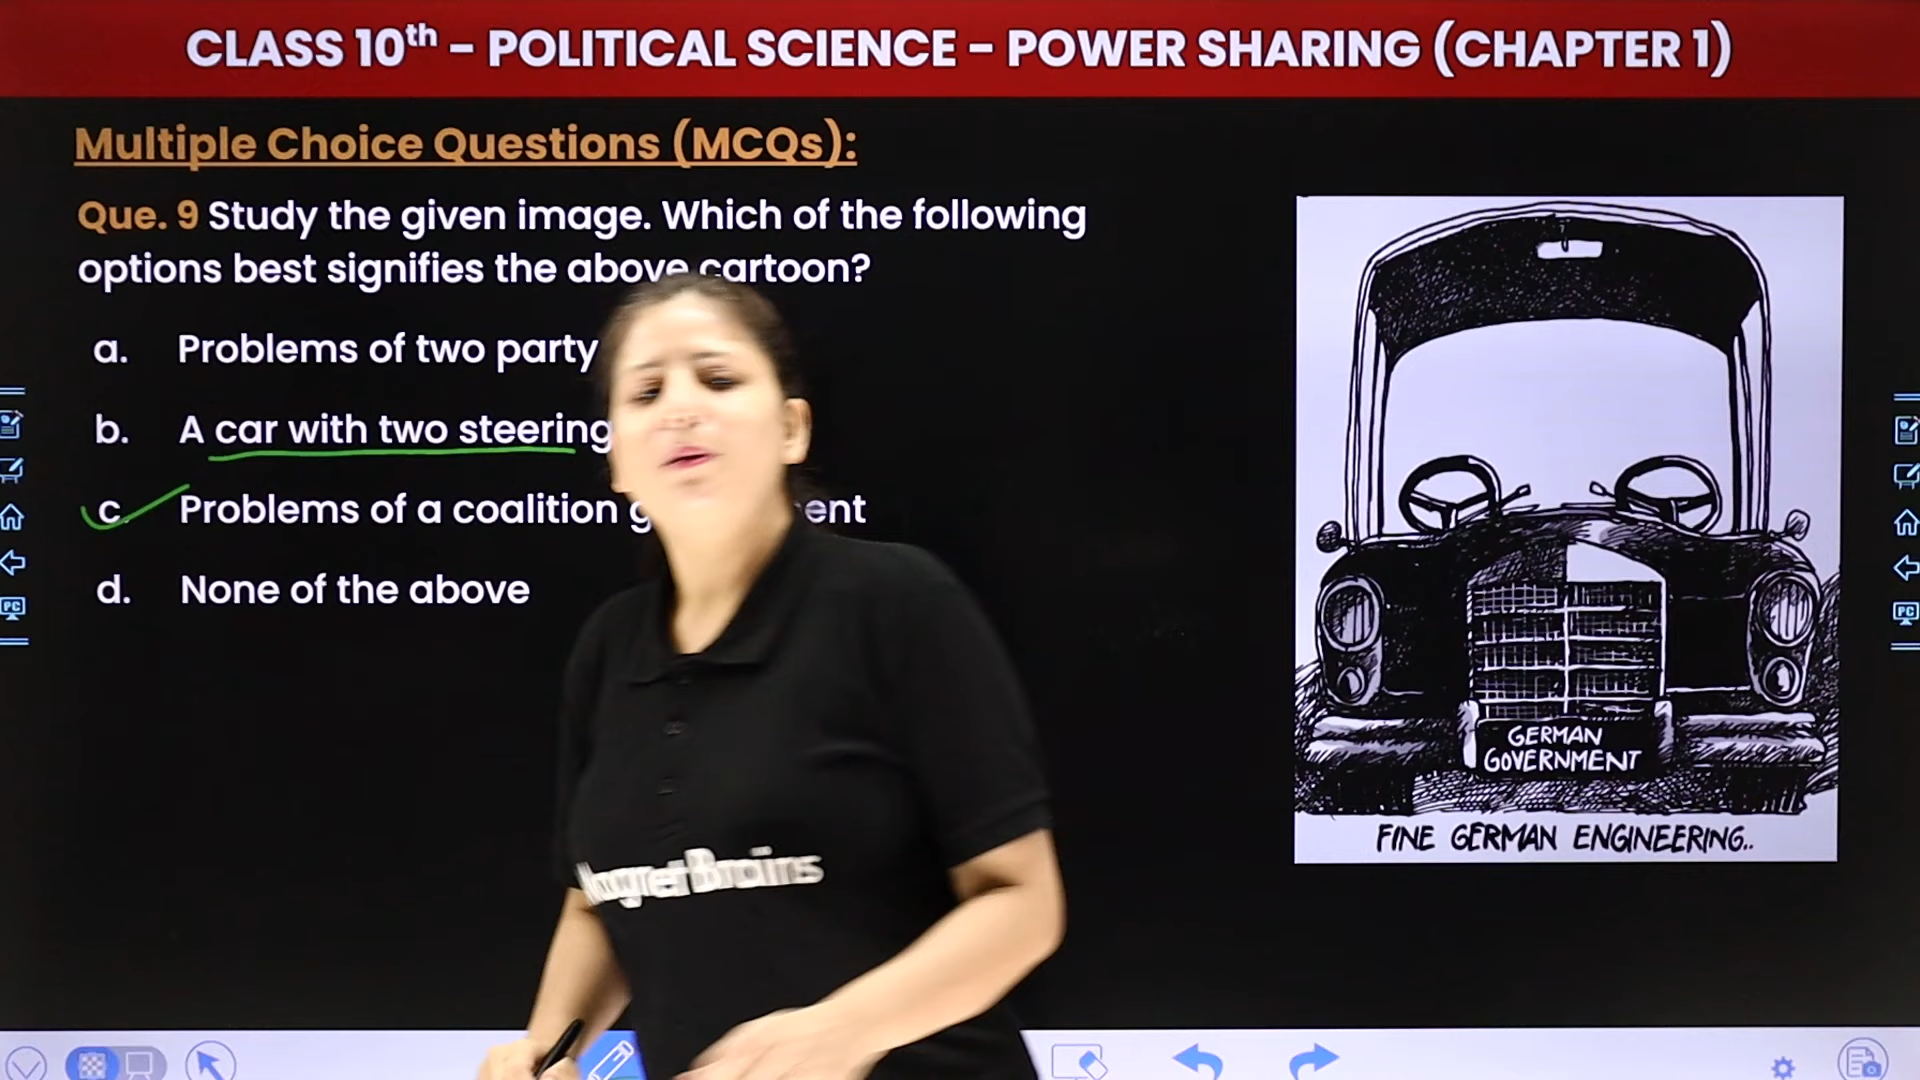 CLASS 10th – POLITICAL SCIENCE – POWER SHARING (CHAPTER 1)
Multiple Choice Questions (MCQs):
Que. 9 Study the given image. Which of the following
options best signifies the above cartoon?
a. Problems of two party
b. A car with two steering
c. Problems of a coalition
d. None of the above
GERMAN
GOVERNMENT
FINE GERMAN ENGINEERING..
PC
PC